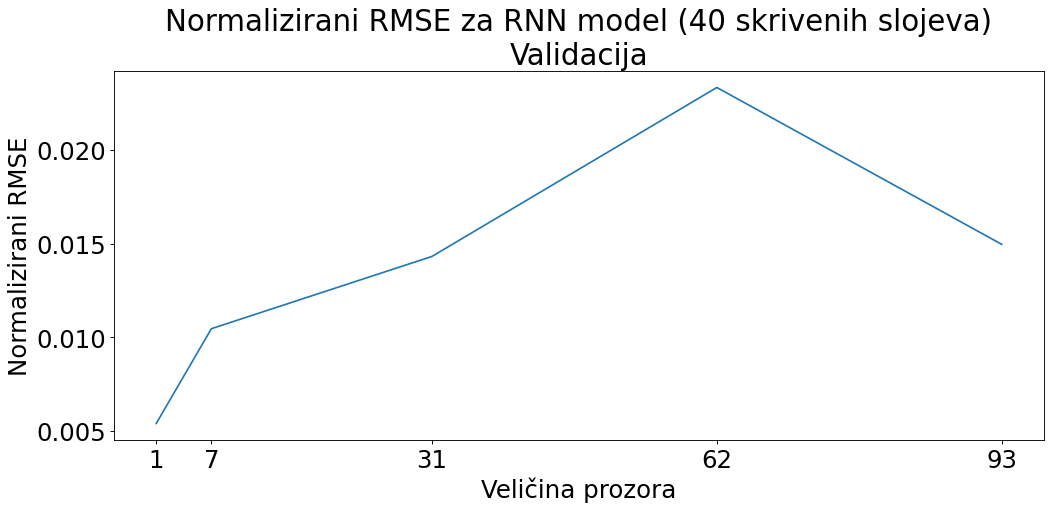 Normalizirani RMSE za RNN model (40 skrivenih slojeva)
Validacija
Normalizirani RMSE
0.020
0.015
0.010
0.005
1 7 31 62 93
Veličina prozora